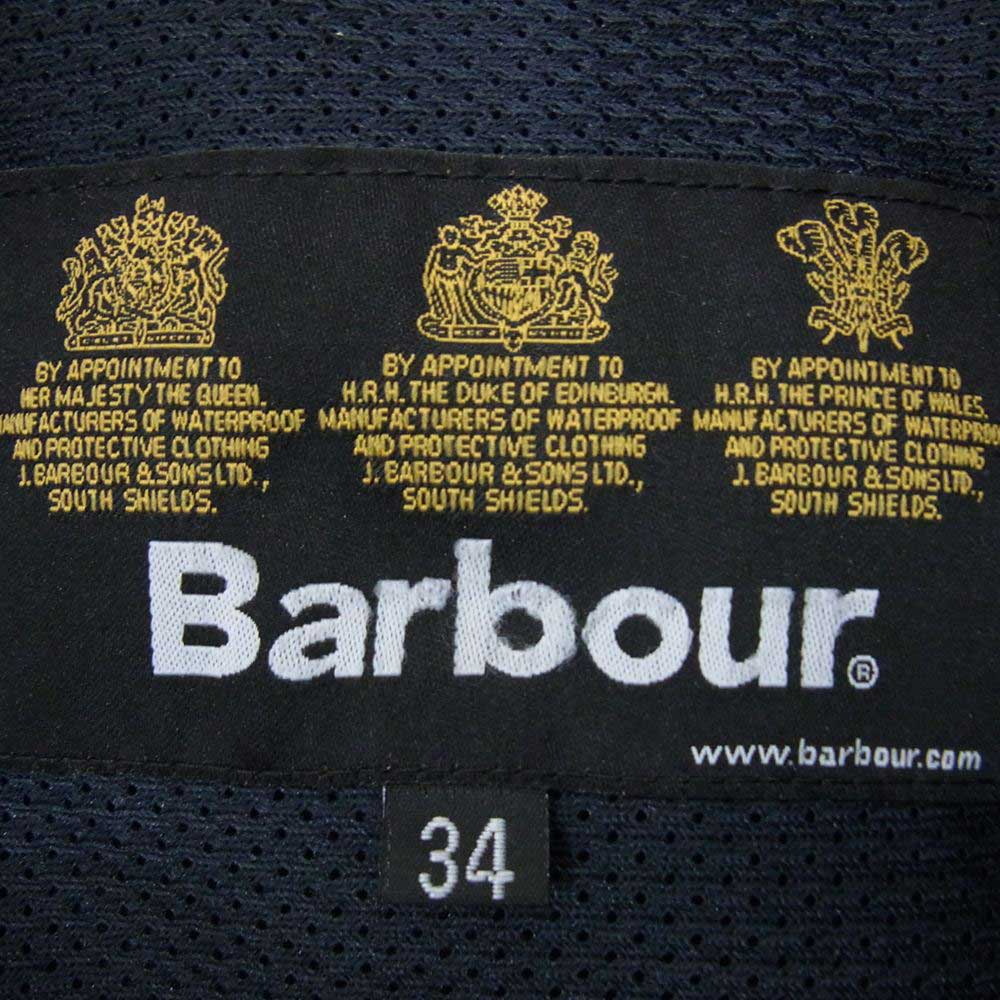 BY APPOINTMENT TO
HER MAJESTY THE QUEEN.
MANUFACTURERS OF WATERPROOF
AND PROTECTIVE CLOTHING
J. BARBOUR & SONS LTD.,
SOUTH SHIELDS.
BY APPOINTMENT TO
H.R.H. THE DUKE OF EDINBURGH.
MANUFACTURERS OF WATERPROOF
AND PROTECTIVE CLOTHING
J. BARBOUR & SONS LTD.,
SOUTH SHIELDS.
BY APPOINTMENT TO
H.R.H. THE PRINCE OF WALES.
MANUFACTURERS OF WATERPROOF
AND PROTECTIVE CLOTHING
J. BARBOUR & SONS LTD.,
SOUTH SHIELDS.
Barbour®
www.barbour.com
34